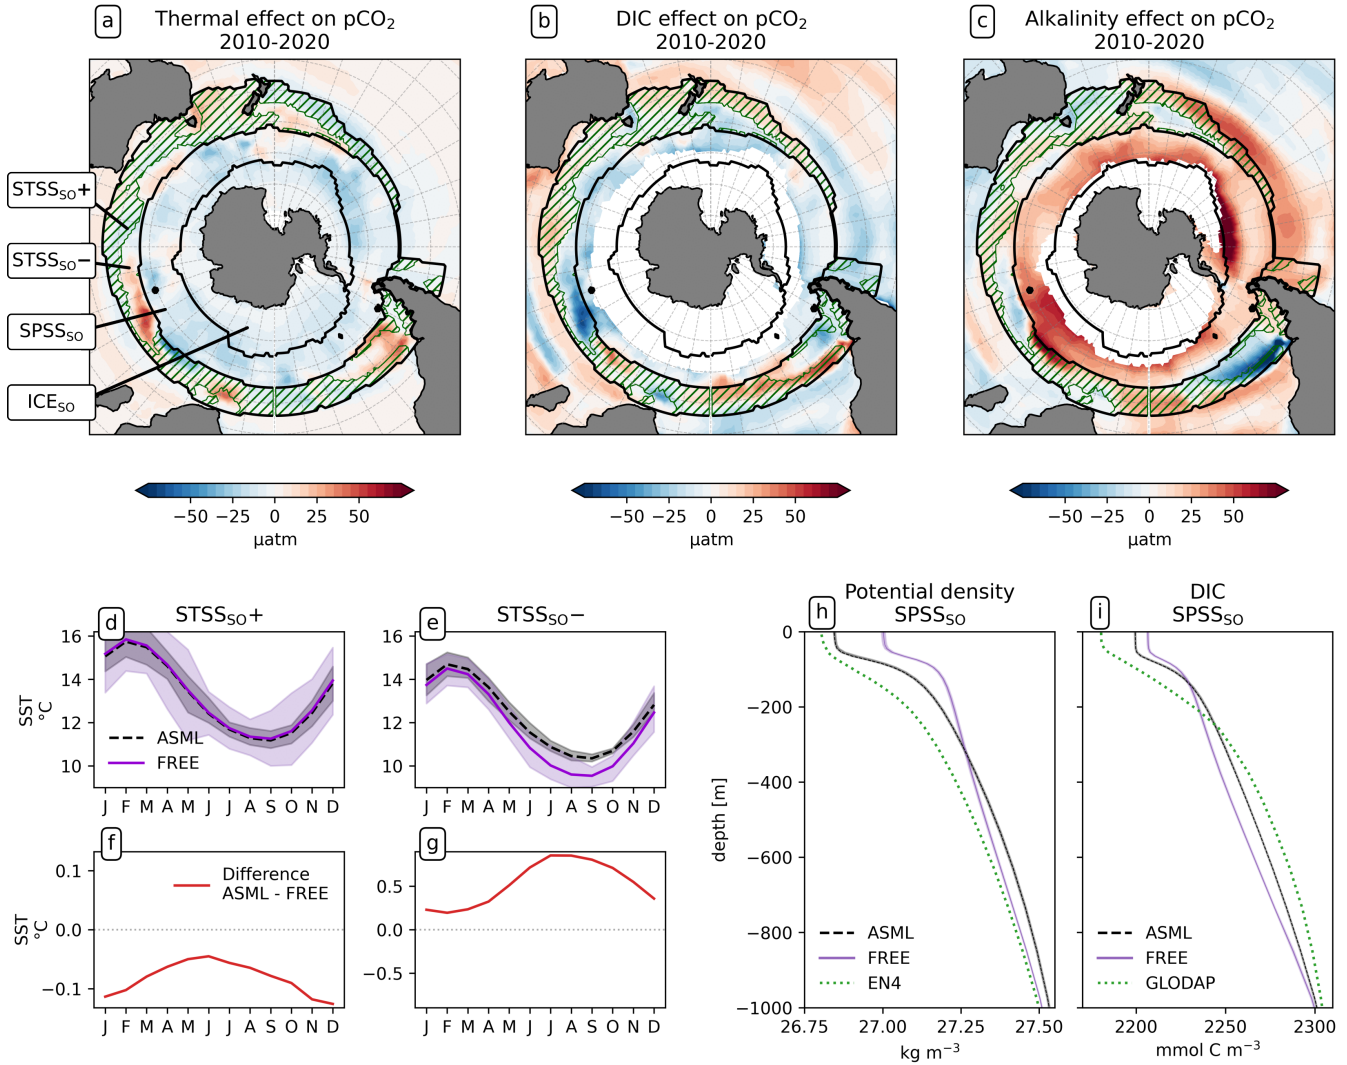 a
Thermal effect on pCO₂
2010-2020
b
DIC effect on pCO₂
2010-2020
c
Alkalinity effect on pCO₂
2010-2020
STSS_SO+
STSS_SO−
SPSS_SO
ICE_SO
−50 −25 0 25 50
μatm
−50 −25 0 25 50
μatm
−50 −25 0 25 50
μatm
d
STSS_SO+
16
14
12
10
SST
°C
ASML
FREE
J F M A M J J A S O N D
e
STSS_SO−
16
14
12
10
J F M A M J J A S O N D
f
0.1
0.0
−0.1
SST
°C
Difference
ASML - FREE
J F M A M J J A S O N D
g
0.5
0.0
−0.5
J F M A M J J A S O N D
h
Potential density
SPSS_SO
0
−200
−400
−600
−800
−1000
depth [m]
ASML
FREE
EN4
26.75 27.00 27.25 27.50
kg m⁻³
i
DIC
SPSS_SO
ASML
FREE
GLODAP
2200 2250 2300
mmol C m⁻³